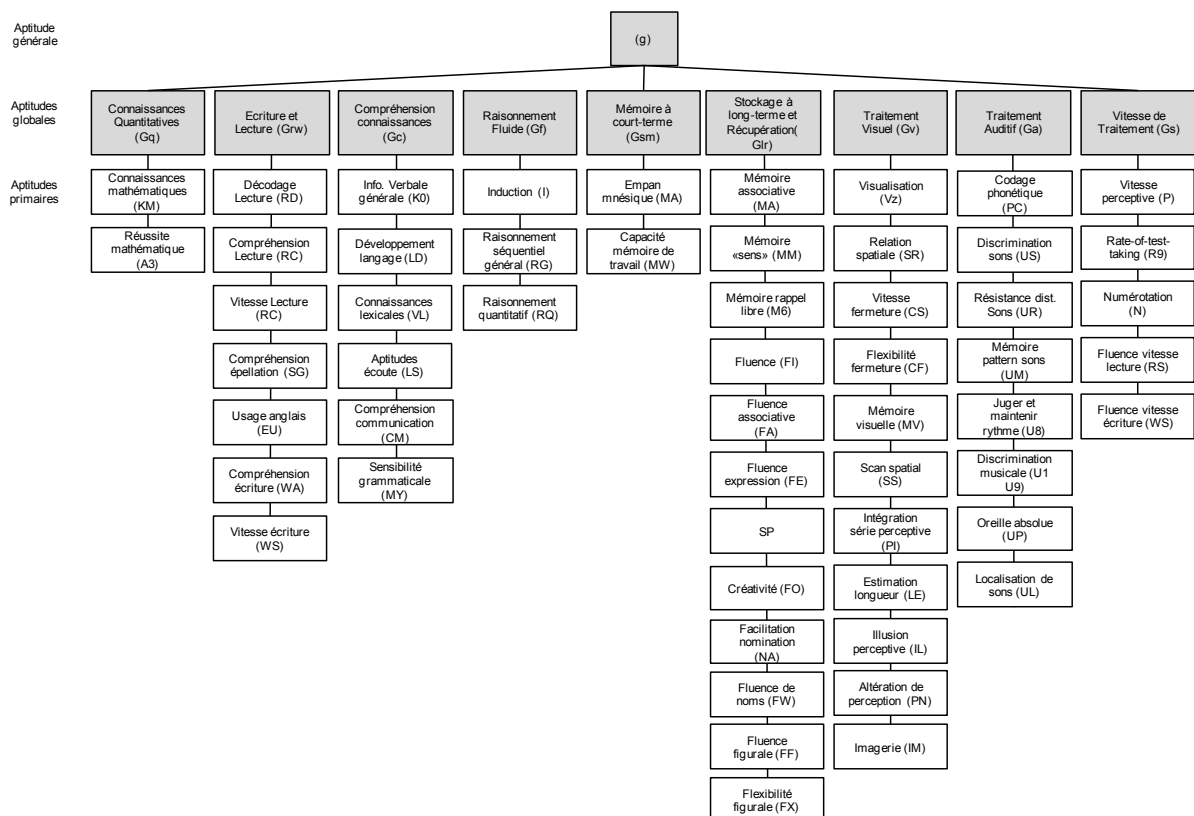 Aptitude
générale
(g)
Aptitudes
globales
Connaissances
Quantitatives
(Gq)
Ecriture et
Lecture (Grw)
Compréhension
connaissances
(Gc)
Raisonnement
Fluide (Gf)
Mémoire à
court-terme
(Gsm)
Stockage à
long-terme et
Récupération(
Glr)
Traitement
Visuel (Gv)
Traitement
Auditif (Ga)
Vitesse de
Traitement (Gs)
Aptitudes
primaires
Connaissances
mathématiques
(KM)
Réussite
mathématique
(A3)
Décodage
Lecture (RD)
Compréhension
Lecture (RC)
Vitesse Lecture
(RC)
Compréhension
épellation (SG)
Usage anglais
(EU)
Compréhension
écriture (WA)
Vitesse écriture
(WS)
Info. Verbale
générale (K0)
Développement
langage (LD)
Connaissances
lexicales (VL)
Aptitudes
écoute (LS)
Compréhension
communication
(CM)
Sensibilité
grammaticale
(MY)
Induction (I)
Raisonnement
séquentiel
général (RG)
Raisonnement
quantitatif (RQ)
Empan
mnésique (MA)
Capacité
mémoire de
travail (MW)
Mémoire
associative
(MA)
Mémoire
«sens» (MM)
Mémoire rappel
libre (M6)
Fluence (FI)
Fluence
associative
(FA)
Fluence
expression (FE)
SP
Créativité (FO)
Facilitation
nomination
(NA)
Fluence de
noms (FW)
Fluence
figurale (FF)
Flexibilité
figurale (FX)
Visualisation
(Vz)
Relation
spatiale (SR)
Vitesse
fermeture (CS)
Flexibilité
fermeture (CF)
Mémoire
visuelle (MV)
Scan spatial
(SS)
Intégration
série perceptive
(PI)
Estimation
longueur (LE)
Illusion
perceptive (IL)
Altération de
perception (PN)
Imagerie (IM)
Codage
phonétique
(PC)
Discrimination
sons (US)
Résistance dist.
Sons (UR)
Mémoire
pattern sons
(UM)
Juger et
maintenir
rythme (U8)
Discrimination
musicale (U1
U9)
Oreille absolue
(UP)
Localisation de
sons (UL)
Vitesse
perceptive (P)
Rate-of-test-
taking (R9)
Numérotation
(N)
Fluence vitesse
lecture (RS)
Fluence vitesse
écriture (WS)